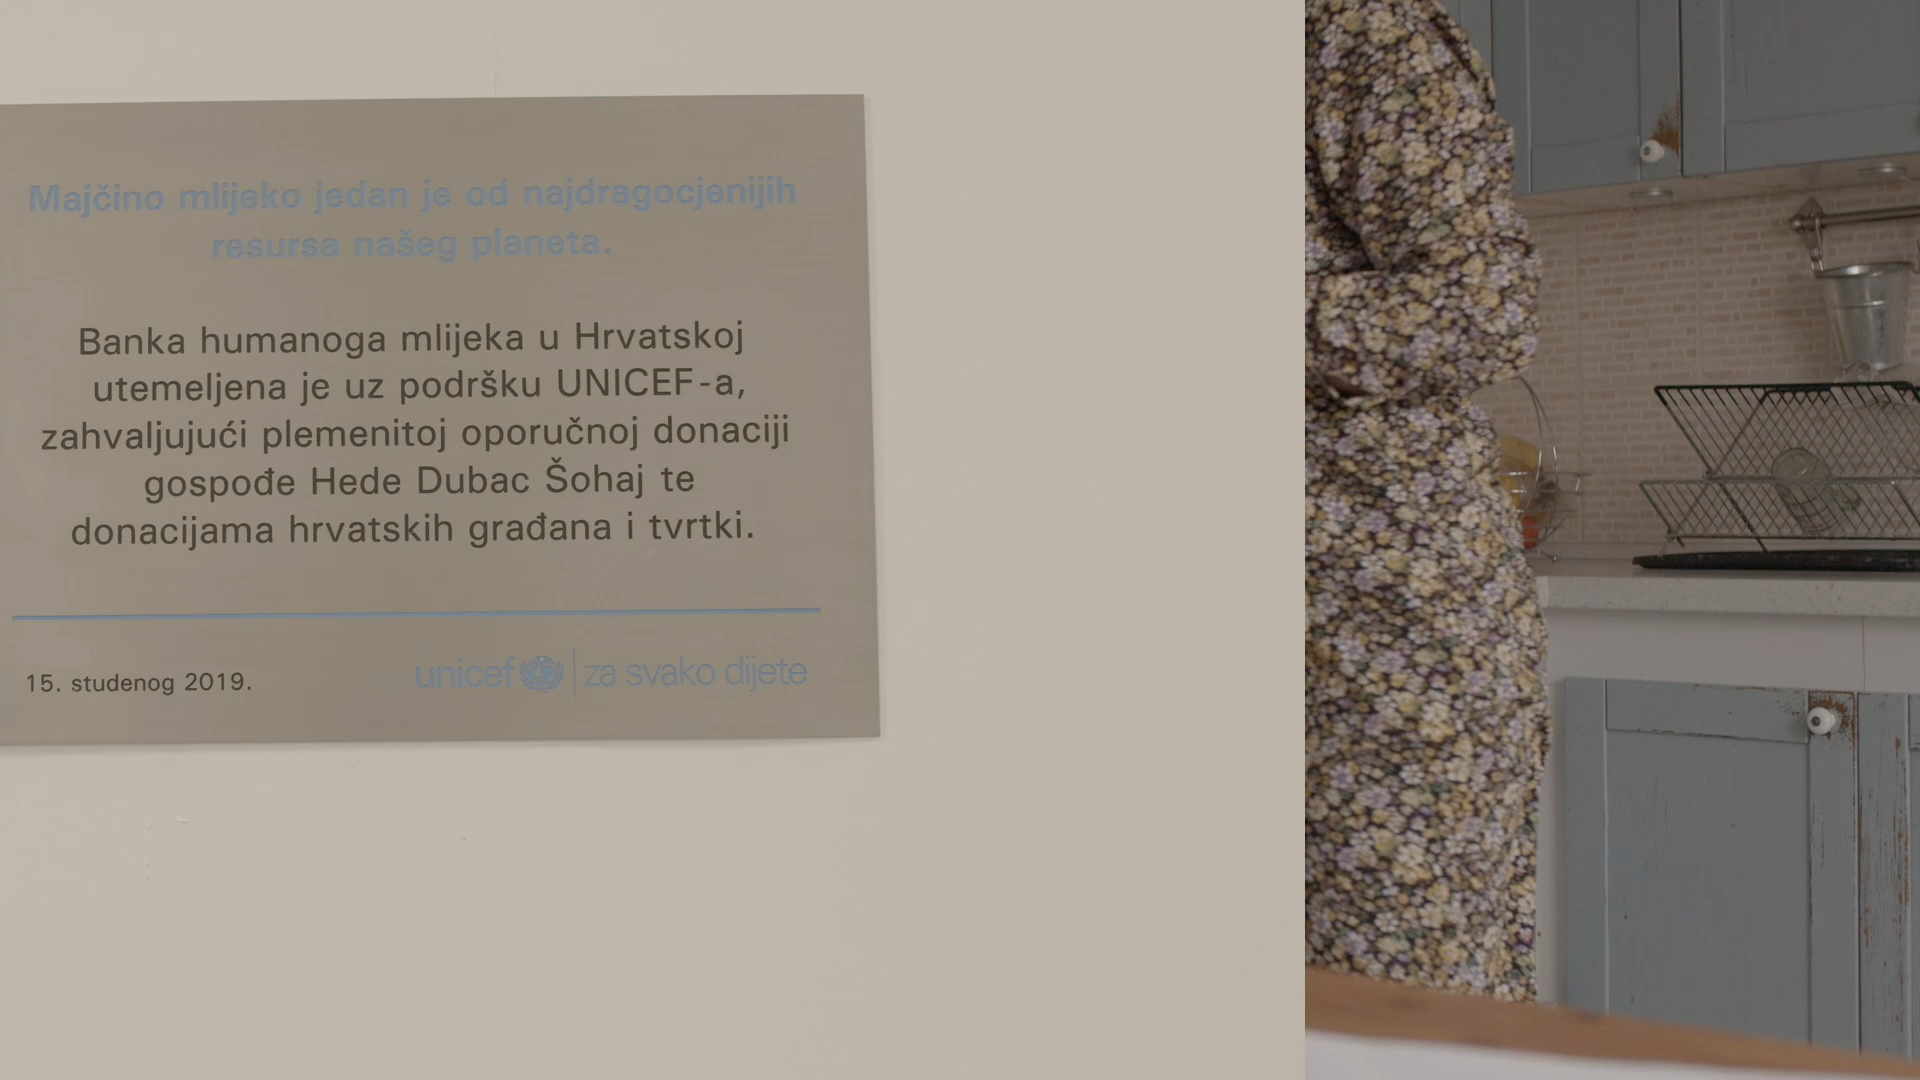 Majčino mlijeko jedan je od najdragocjenijih
resursa našeg planeta.
Banka humanoga mlijeka u Hrvatskoj
utemeljena je uz podršku UNICEF-a,
zahvaljujući plemenitoj oporučnoj donaciji
gospođe Hede Dubac Šohaj te
donacijama hrvatskih građana i tvrtki.
15. studenog 2019.
unicef za svako dijete